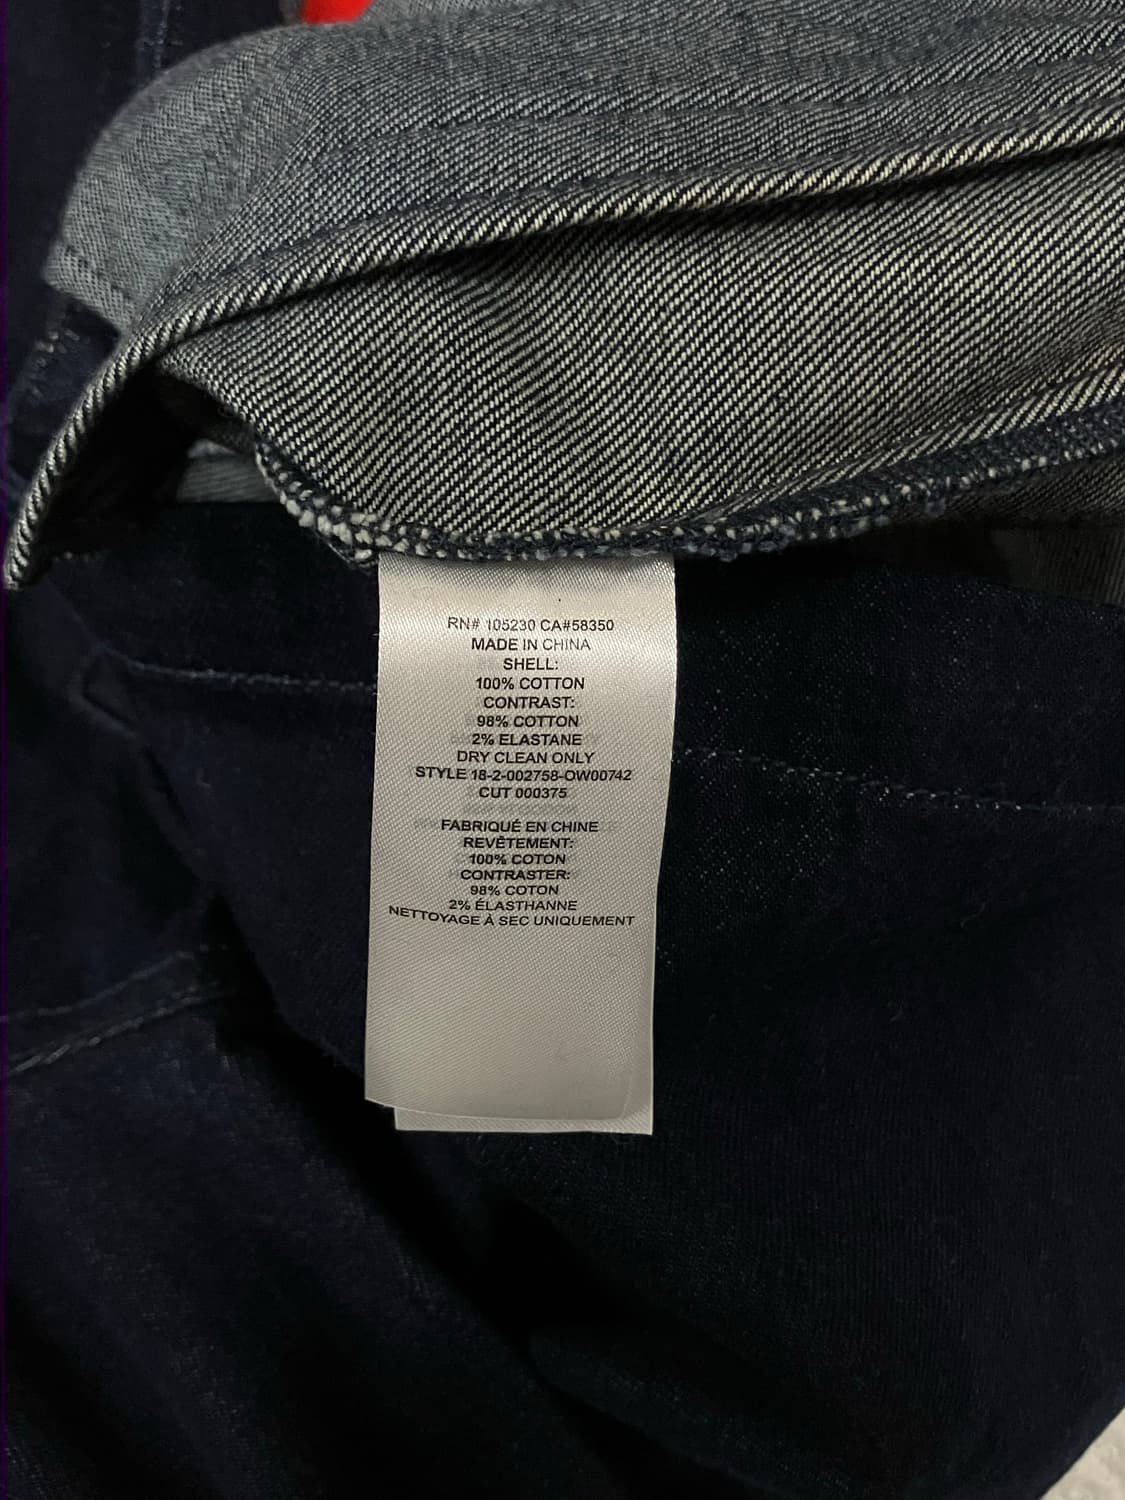 RN# 105230 CA#58350
MADE IN CHINA
SHELL:
100% COTTON
CONTRAST:
98% COTTON
2% ELASTANE
DRY CLEAN ONLY
STYLE 18-2-002758-OW00742
CUT 000375
FABRIQUÉ EN CHINE
REVÊTEMENT:
100% COTON
CONTRASTER:
98% COTON
2% ÉLASTHANNE
NETTOYAGE À SEC UNIQUEMENT